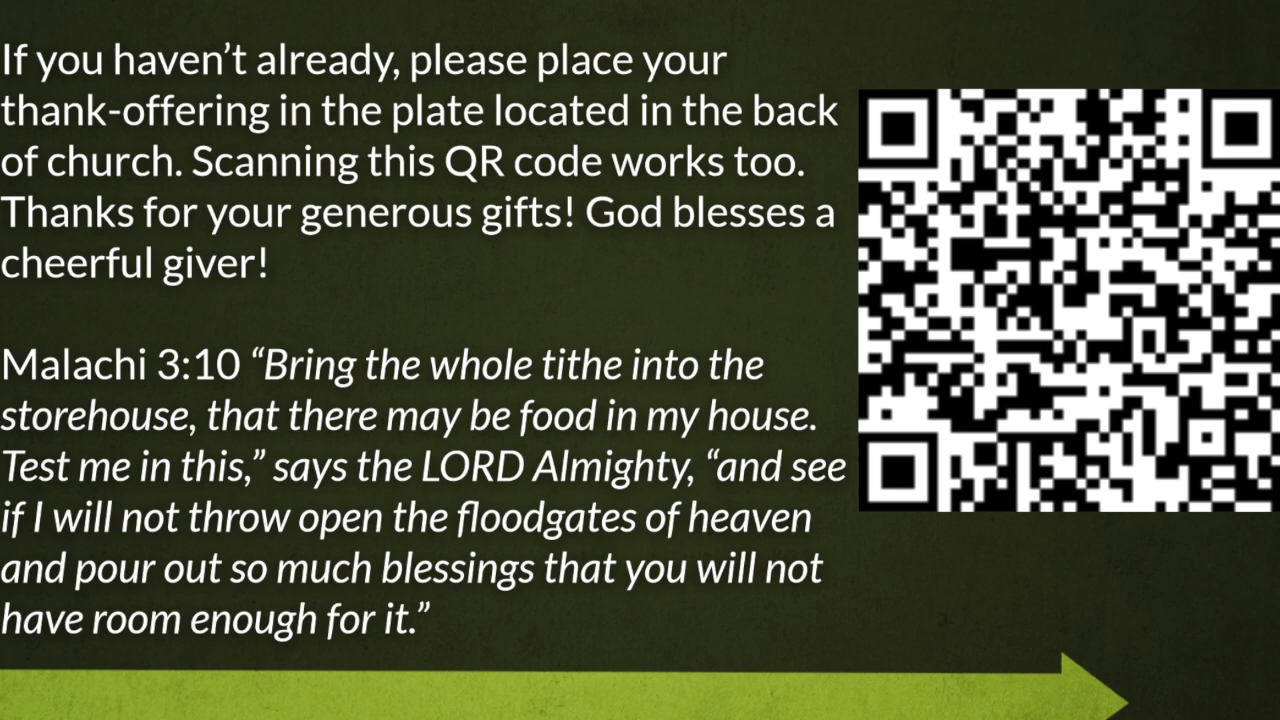 If you haven’t already, please place your
thank-offering in the plate located in the back
of church. Scanning this QR code works too.
Thanks for your generous gifts! God blesses a
cheerful giver!
Malachi 3:10 “Bring the whole tithe into the
storehouse, that there may be food in my house.
Test me in this,” says the LORD Almighty, “and see
if I will not throw open the floodgates of heaven
and pour out so much blessings that you will not
have room enough for it.”